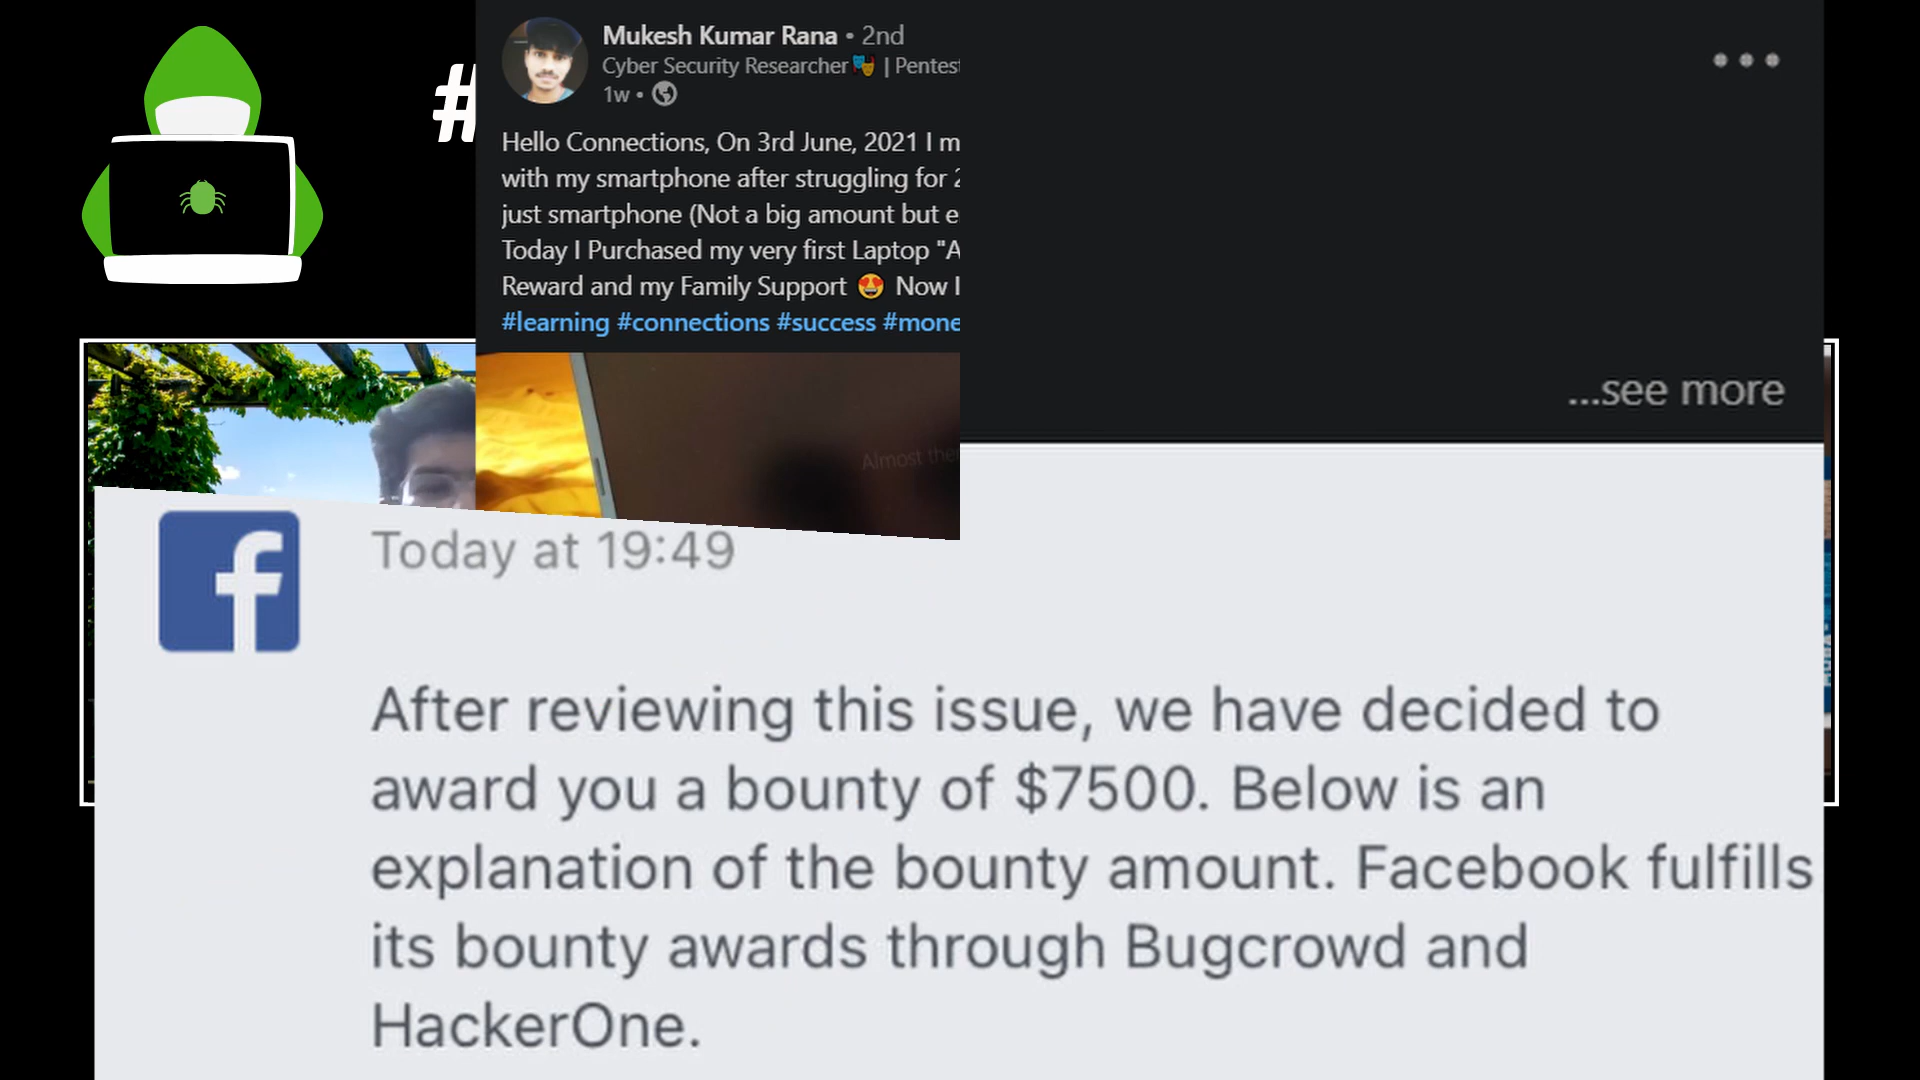 #
Mukesh Kumar Rana • 2nd
Cyber Security Researcher🎭 | Pentest
1w •
Hello Connections, On 3rd June, 2021 I m
with my smartphone after struggling for 2
just smartphone (Not a big amount but e
Today I Purchased my very first Laptop "A
Reward and my Family Support 😍 Now I
#learning #connections #success #mone
Almost the
...see more
Today at 19:49
After reviewing this issue, we have decided to
award you a bounty of $7500. Below is an
explanation of the bounty amount. Facebook fulfills
its bounty awards through Bugcrowd and
HackerOne.